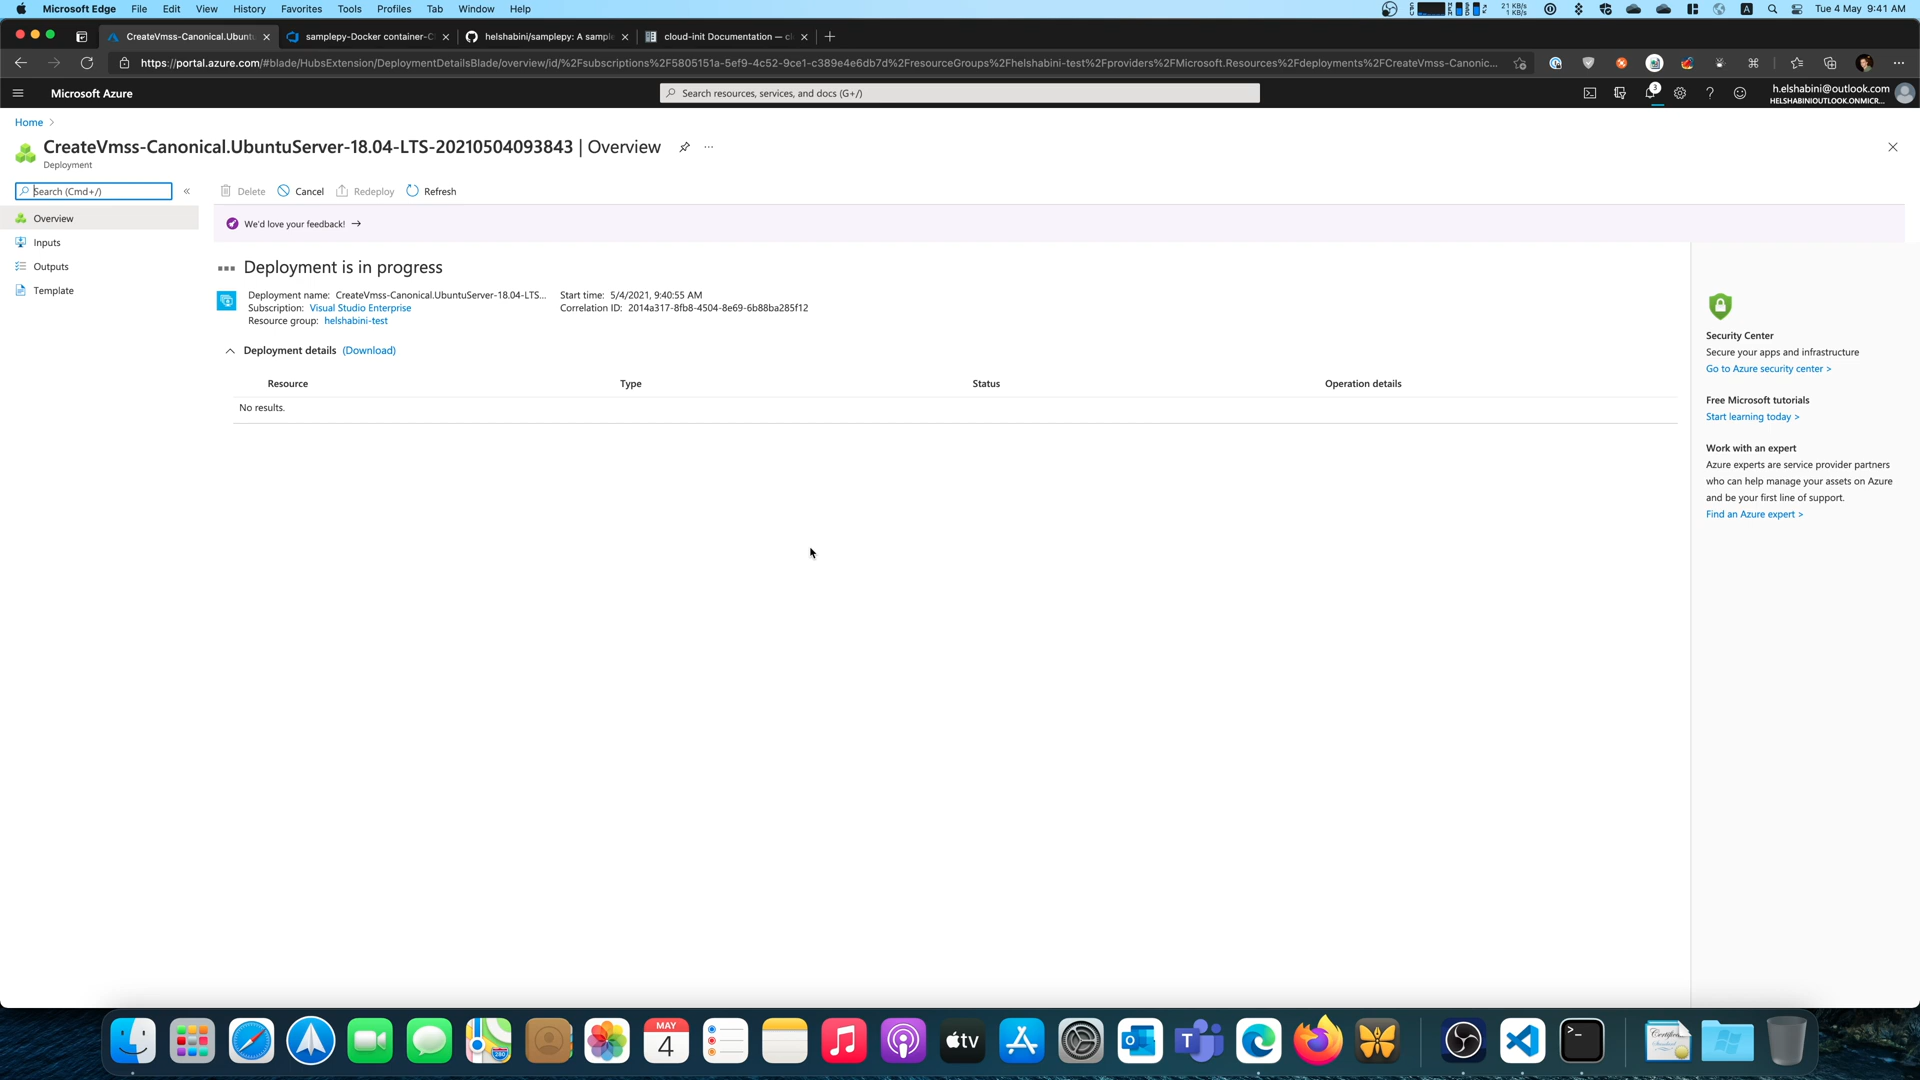 Microsoft Edge File Edit View History Favorites Tools Profiles Tab Window Help
21 KB/s
1 KB/s
Tue 4 May 9:41 AM
CreateVmss-Canonical.Ubunt
samplepy-Docker container-C
helshabini/samplepy: A sample
cloud-init Documentation — cl
https://portal.azure.com/#blade/HubsExtension/DeploymentDetailsBlade/overview/id/%2Fsubscriptions%2F5805151a-5ef9-4c52-9ce1-c389e4e6db7d%2FresourceGroups%2Fhelshabini-test%2Fproviders%2FMicrosoft.Resources%2Fdeployments%2FCreateVmss-Canonic...
Microsoft Azure
Search resources, services, and docs (G+/)
3
h.elshabini@outlook.com
HELSHABINIOUTLOOK.ONMICR...
Home >
CreateVmss-Canonical.UbuntuServer-18.04-LTS-20210504093843 | Overview
Deployment
Search (Cmd+/)
Delete Cancel Redeploy Refresh
Overview
Inputs
Outputs
Template
We'd love your feedback! →
Deployment is in progress
Deployment name: CreateVmss-Canonical.UbuntuServer-18.04-LTS...
Subscription: Visual Studio Enterprise
Resource group: helshabini-test
Start time: 5/4/2021, 9:40:55 AM
Correlation ID: 2014a317-8fb8-4504-8e69-6b88ba285f12
Deployment details (Download)
Resource Type Status Operation details
No results.
Security Center
Secure your apps and infrastructure
Go to Azure security center >
Free Microsoft tutorials
Start learning today >
Work with an expert
Azure experts are service provider partners
who can help manage your assets on Azure
and be your first line of support.
Find an Azure expert >
MAY
4
tv